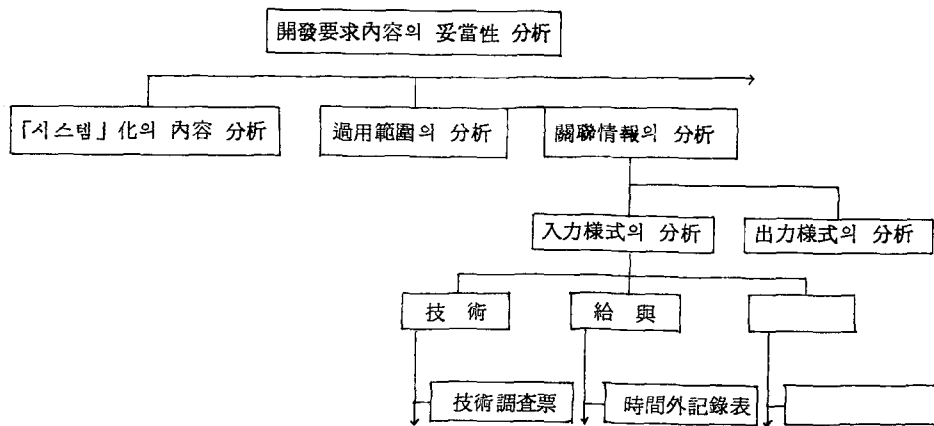 開發要求內容의 妥當性 分析
「시스템」化의 內容 分析
過用範圍의 分析
關聯情報의 分析
入力樣式의 分析
出力樣式의 分析
技術
給與
技術調査票
時間外記錄表